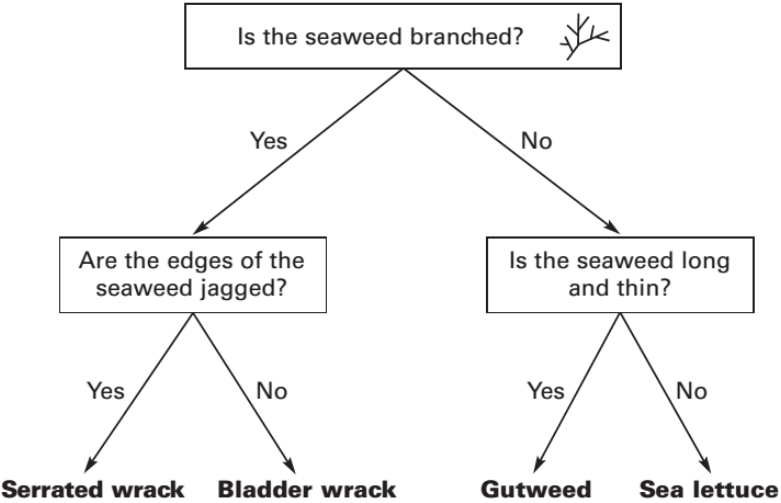 Is the seaweed branched?
Yes
No
Are the edges of the
seaweed jagged?
Is the seaweed long
and thin?
Yes
No
Yes
No
Serrated wrack
Bladder wrack
Gutweed
Sea lettuce